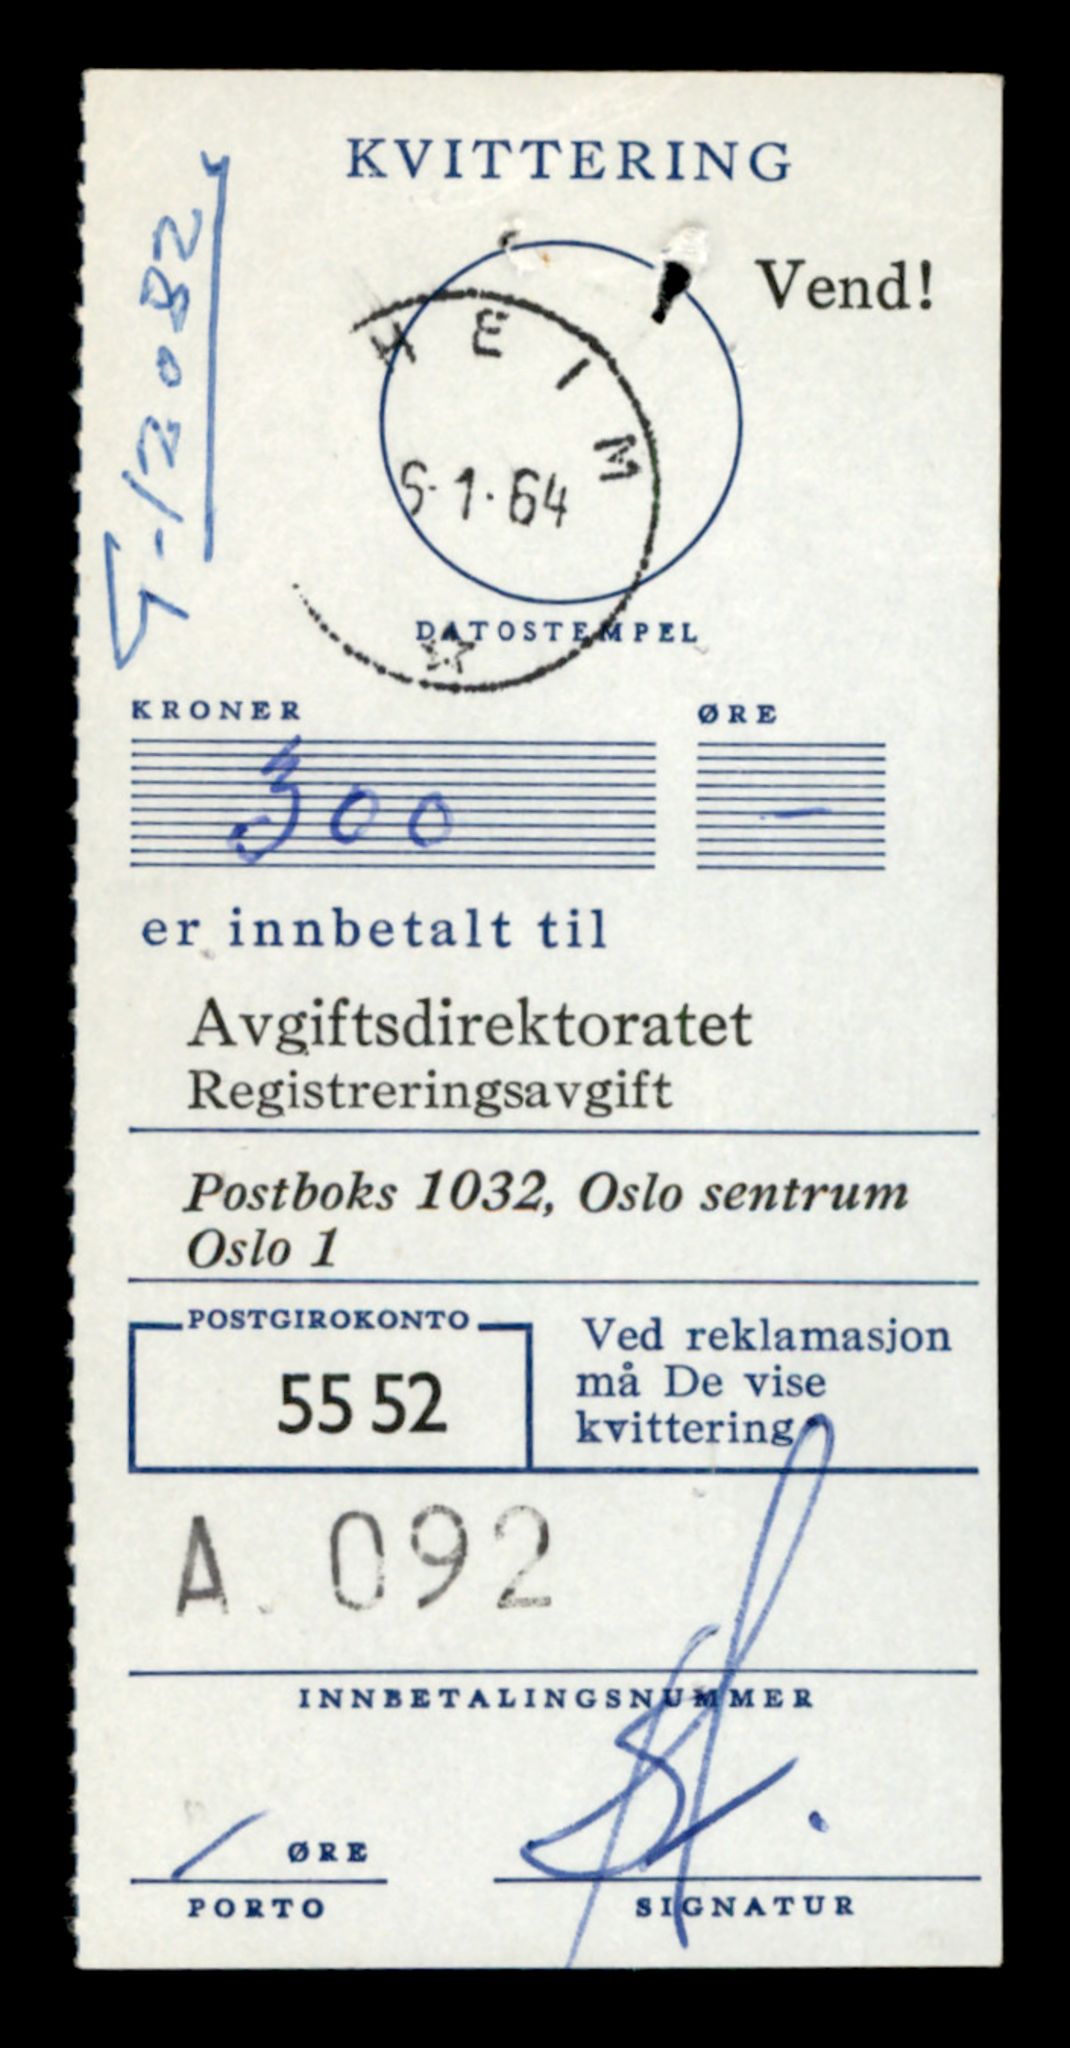 KVITTERING
Vend!
T-12082
HEIM
6.1.64
DATOSTEMPEL
KRONER ØRE
300 -
er innbetalt til
Avgiftsdirektoratet
Registreringsavgift
Postboks 1032, Oslo sentrum
Oslo 1
POSTGIROKONTO
55 52
Ved reklamasjon
må De vise
kvittering
A. 092
INNBETALINGSNUMMER
/ ØRE
PORTO
SIGNATUR